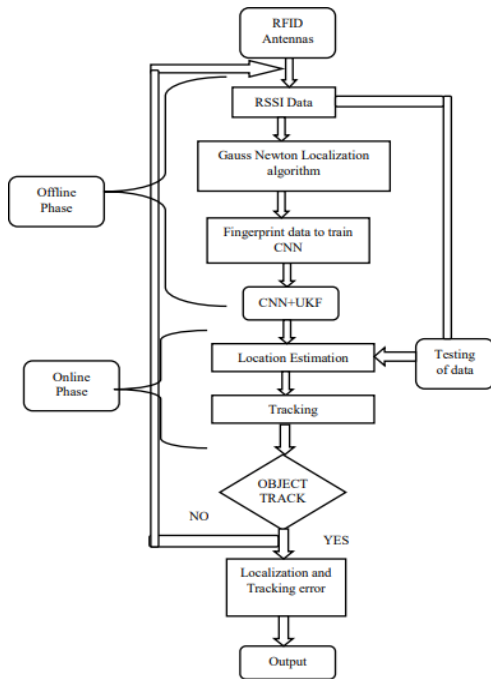 RFID
Antennas
RSSI Data
Gauss Newton Localization
algorithm
Offline
Phase
Fingerprint data to train
CNN
CNN+UKF
Location Estimation
Testing
of data
Online
Phase
Tracking
OBJECT
TRACK
NO
YES
Localization and
Tracking error
Output